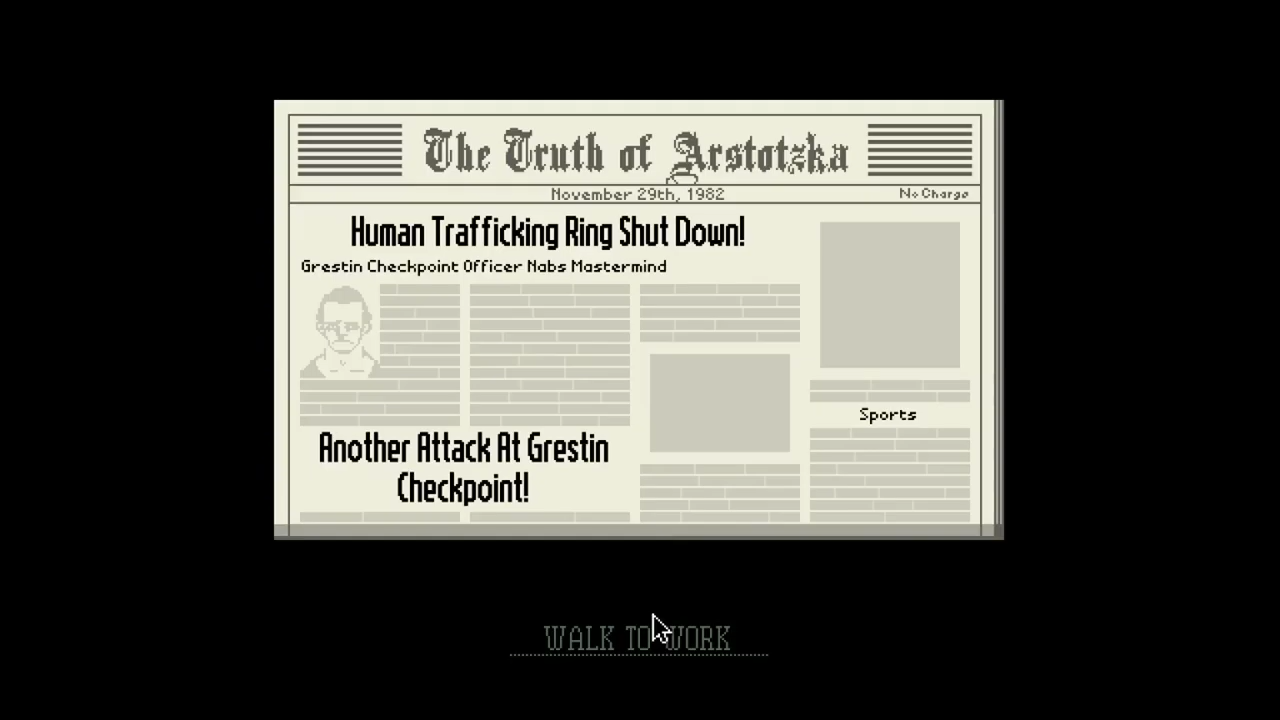 The Truth of Arstotzka
November 29th, 1982
No Charge
Human Trafficking Ring Shut Down!
Grestin Checkpoint Officer Nabs Mastermind
Another Attack At Grestin
Checkpoint!
Sports
WALK TO WORK